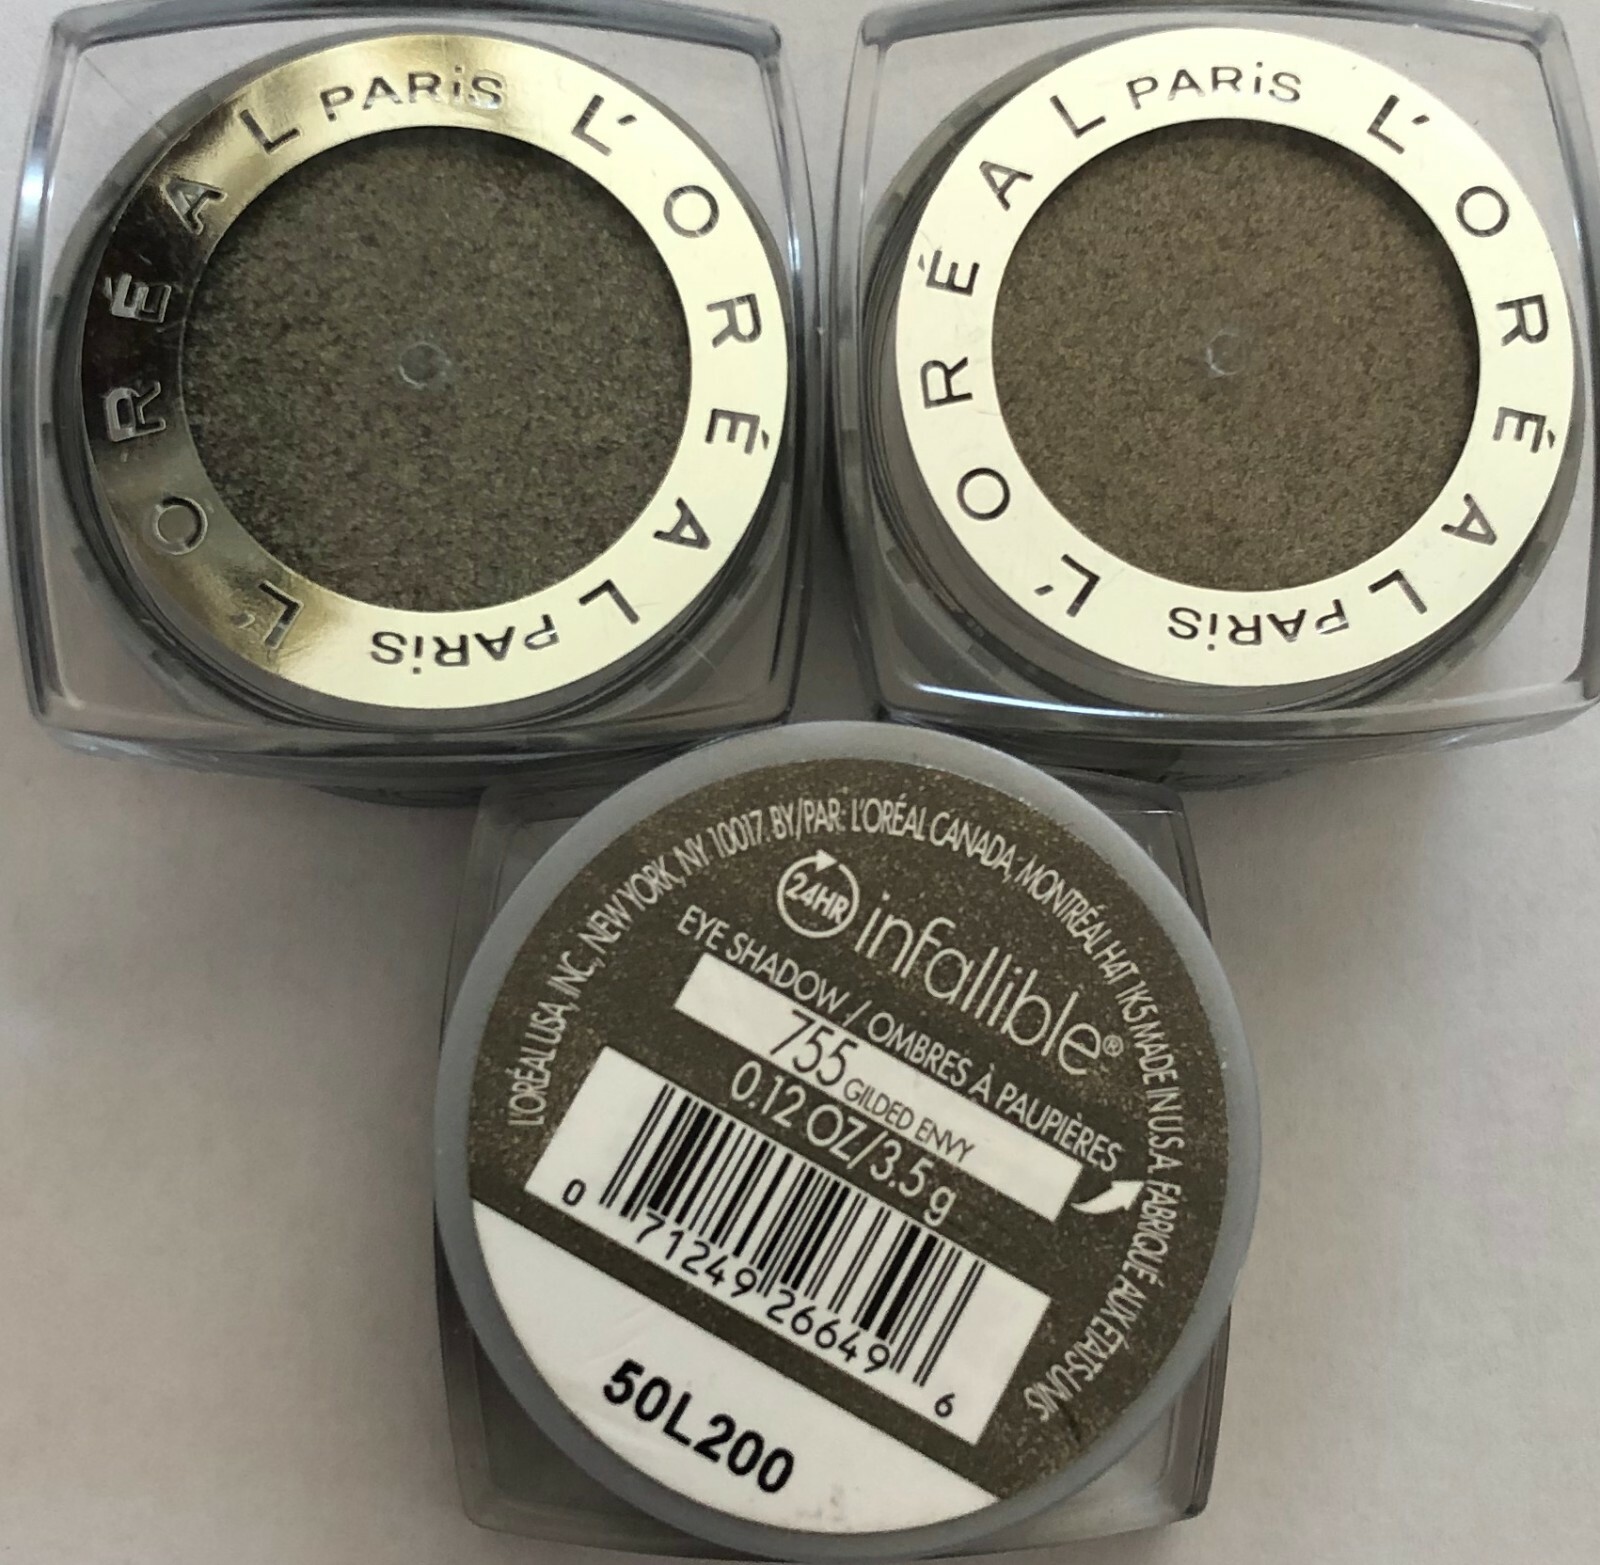 L'ORÉAL PARiS
L'ORÉAL PARiS
L'ORÉAL PARiS
L'ORÉAL PARiS
L'ORÉAL USA, INC., NEW YORK, NY 10017. BY/PAR: L'ORÉAL CANADA, MONTRÉAL H4T 1K5 MADE IN U.S.A. FABRIQUÉ AUX ÉTATS-UNIS
24HR infallible®
EYE SHADOW / OMBRES À PAUPIÈRES
755 GILDED ENVY
0.12 OZ/3.5 g
0 71249 26649 6
50L200